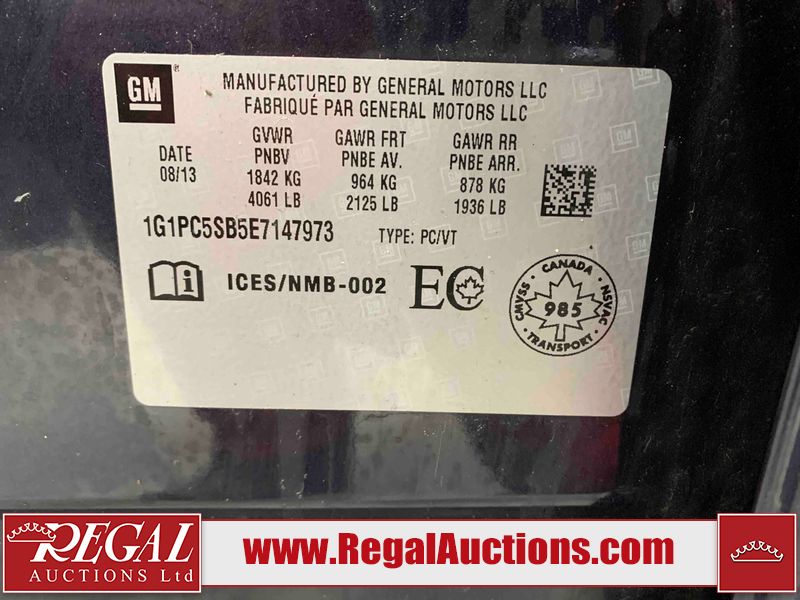 GM
MANUFACTURED BY GENERAL MOTORS LLC
FABRIQUÉ PAR GENERAL MOTORS LLC
DATE
08/13
GVWR
PNBV
1842 KG
4061 LB
GAWR FRT
PNBE AV.
964 KG
2125 LB
GAWR RR
PNBE ARR.
878 KG
1936 LB
1G1PC5SB5E7147973 TYPE: PC/VT
ICES/NMB-002
EC
CANADA
CMVSS
NSVAC
985
TRANSPORT
REGAL
AUCTIONS Ltd
www.RegalAuctions.com